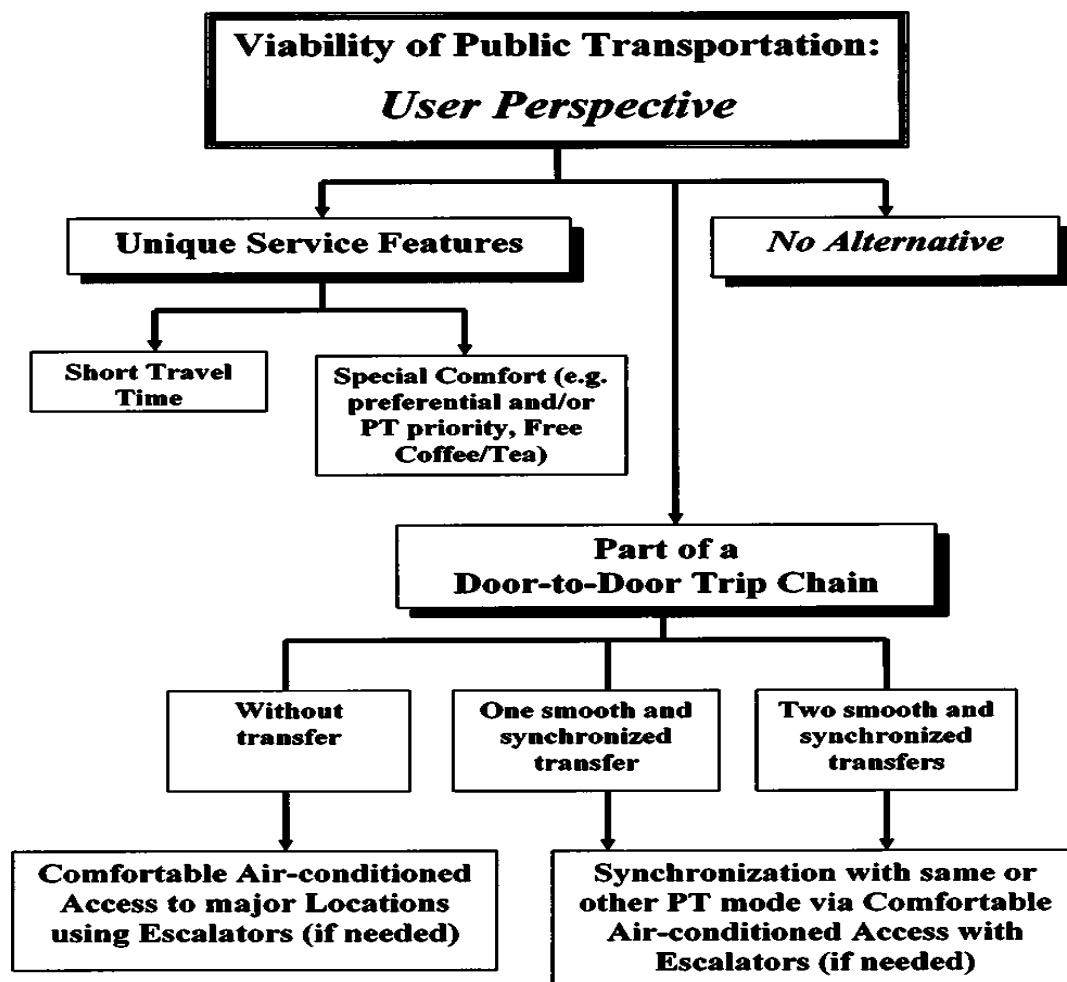 Viability of Public Transportation:
User Perspective
Unique Service Features
No Alternative
Short Travel
Time
Special Comfort (e.g.
preferential and/or
PT priority, Free
Coffee/Tea)
Part of a
Door-to-Door Trip Chain
Without
transfer
One smooth and
synchronized
transfer
Two smooth and
synchronized
transfers
Comfortable Air-conditioned
Access to major Locations
using Escalators (if needed)
Synchronization with same or
other PT mode via Comfortable
Air-conditioned Access with
Escalators (if needed)